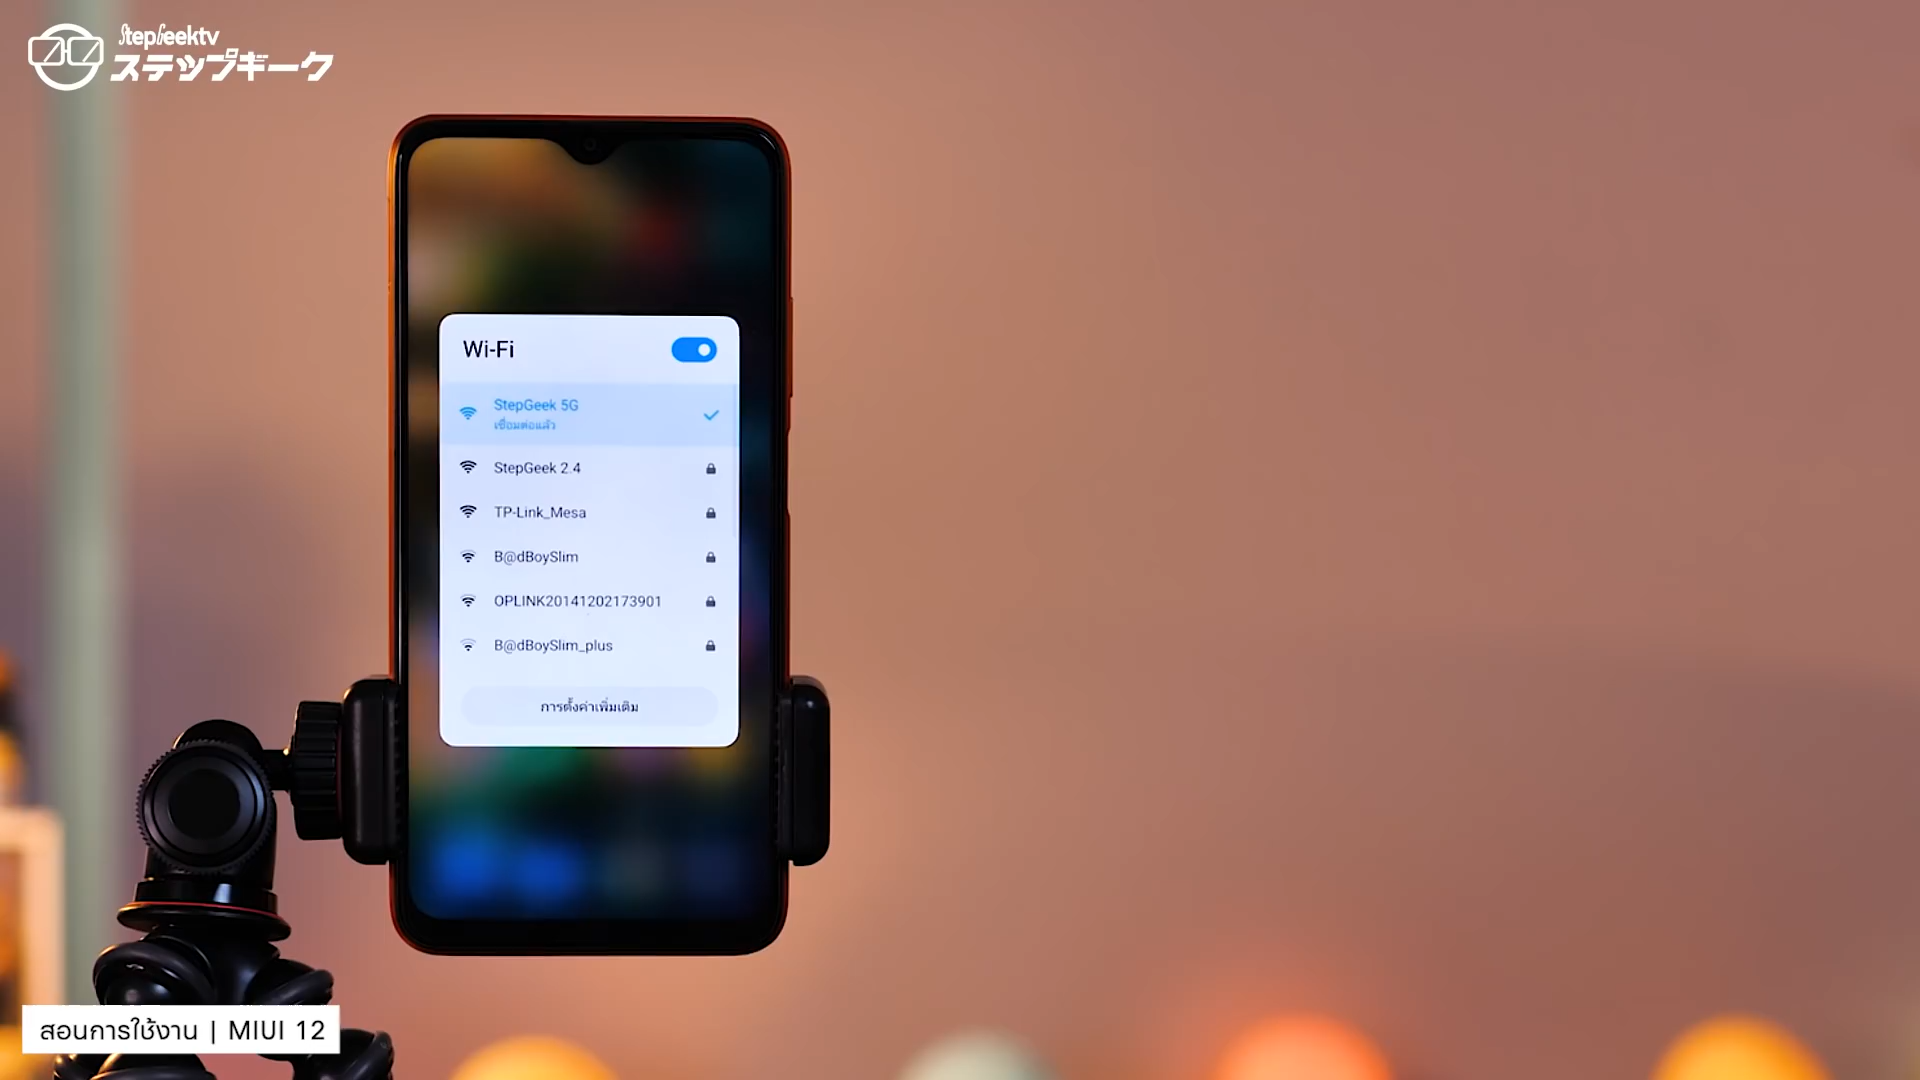 StepGeektv
ステップギーク
Wi-Fi
StepGeek 5G
เชื่อมต่อแล้ว
StepGeek 2.4
TP-Link_Mesa
B@dBoySlim
OPLINK20141202173901
B@dBoySlim_plus
การตั้งค่าเพิ่มเติม
สอนการใช้งาน | MIUI 12